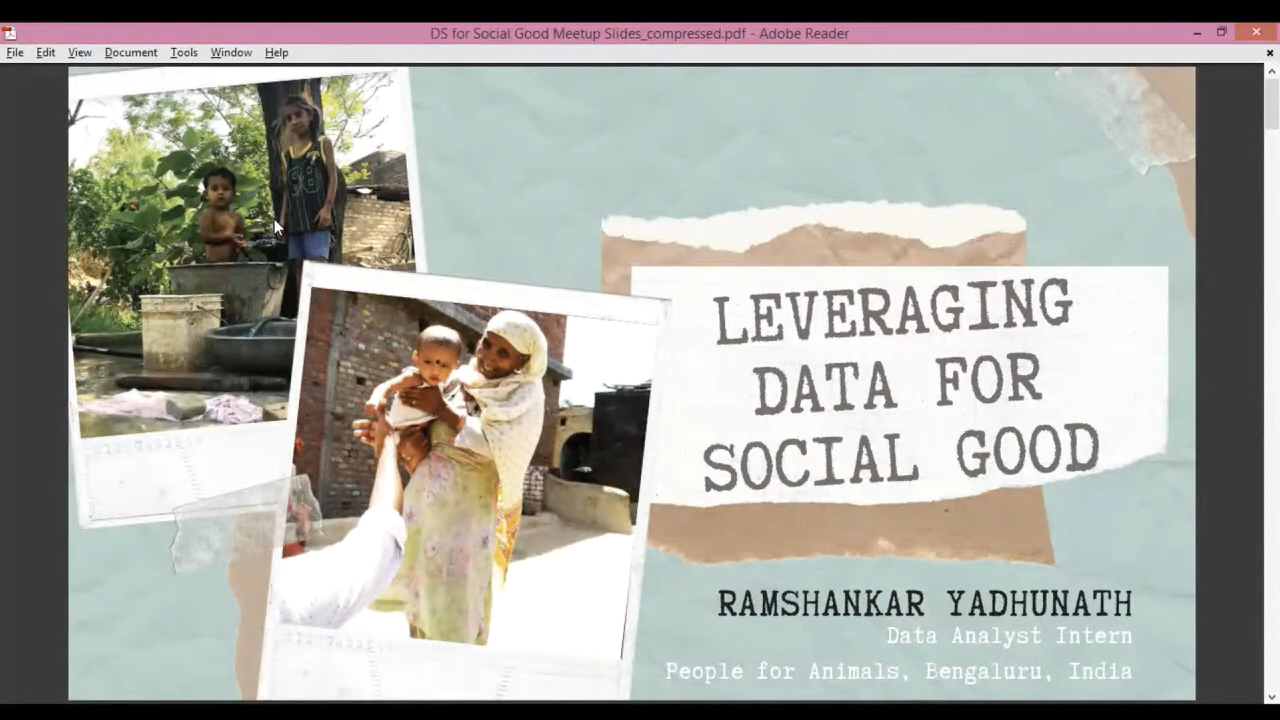 DS for Social Good Meetup Slides_compressed.pdf - Adobe Reader
File Edit View Document Tools Window Help
98
LEVERAGING
DATA FOR
SOCIAL GOOD
RAMSHANKAR YADHUNATH
Data Analyst Intern
People for Animals, Bengaluru, India